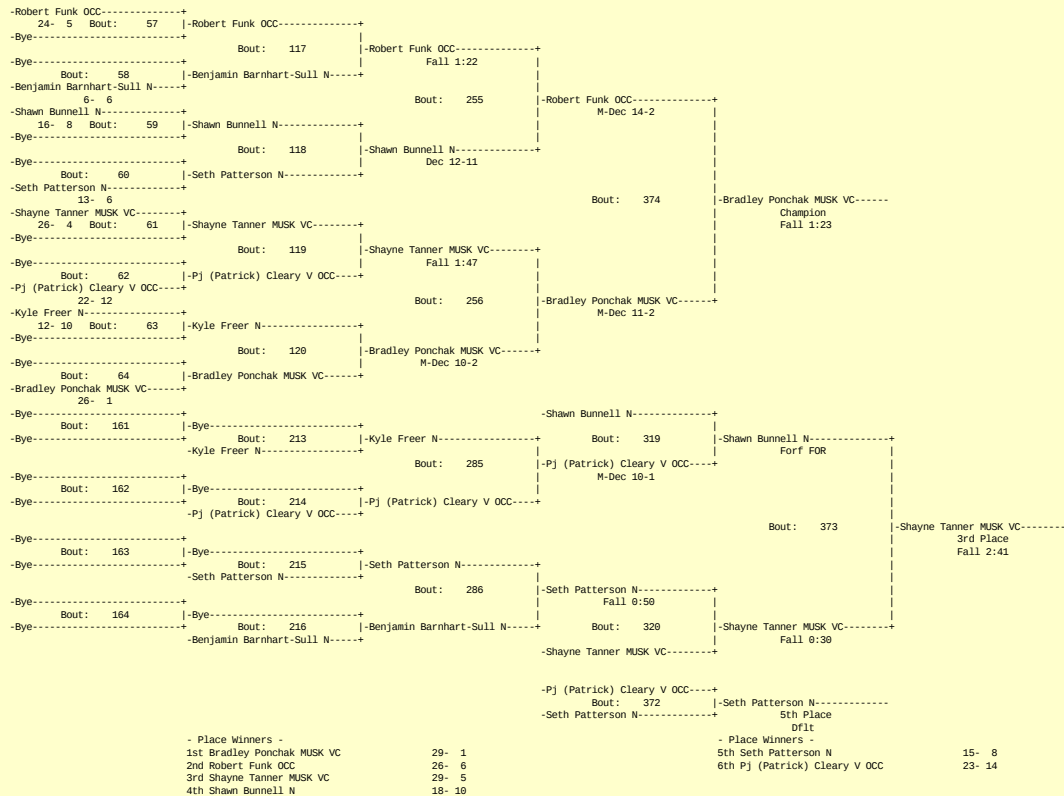 -Robert Funk OCC-------------+
24-  5   Bout:     57    |-Robert Funk OCC-------------+
-Bye-------------------------+                             |
Bout:    117    |-Robert Funk OCC-------------+
-Bye-------------------------+                             |          Fall 1:22          |
Bout:     58    |-Benjamin Barnhart-Sull N-----+                             |
-Benjamin Barnhart-Sull N-----+                                                           |
6-  6                                                     Bout:    255    |-Robert Funk OCC-------------+
-Shawn Bunnell N-------------+                                                           |         M-Dec 14-2          |
16-  8   Bout:     59    |-Shawn Bunnell N-------------+                             |                             |
-Bye-------------------------+                             |                             |                             |
Bout:    118    |-Shawn Bunnell N-------------+                             |
-Bye-------------------------+                             |          Dec 12-11                                        |
Bout:     60    |-Seth Patterson N------------+                                                           |
-Seth Patterson N------------+                                                                                         |
13-  6                                                                                   Bout:    374    |-Bradley Ponchak MUSK VC------
-Shayne Tanner MUSK VC--------+                                                                                        |          Champion
26-  4   Bout:     61    |-Shayne Tanner MUSK VC--------+                                                          |          Fall 1:23
-Bye-------------------------+                             |                                                           |
Bout:    119    |-Shayne Tanner MUSK VC--------+                            |
-Bye-------------------------+                             |          Fall 1:47          |                             |
Bout:     62    |-Pj (Patrick) Cleary V OCC----+                            |                             |
-Pj (Patrick) Cleary V OCC----+                                                          |                             |
22- 12                                                    Bout:    256    |-Bradley Ponchak MUSK VC------+
-Kyle Freer N----------------+                                                           |         M-Dec 11-2
12- 10   Bout:     63    |-Kyle Freer N----------------+                             |
-Bye-------------------------+                             |                             |
Bout:    120    |-Bradley Ponchak MUSK VC------+
-Bye-------------------------+                             |         M-Dec 10-2
Bout:     64    |-Bradley Ponchak MUSK VC------+
-Bradley Ponchak MUSK VC------+
26-  1
-Bye-------------------------+                                                           -Shawn Bunnell N-------------+
Bout:    161    |-Bye-------------------------+                                                           |
-Bye-------------------------+        Bout:    213    |-Kyle Freer N----------------+        Bout:    319    |-Shawn Bunnell N-------------+
-Kyle Freer N----------------+                             |                             |          Forf FOR           |
Bout:    285    |-Pj (Patrick) Cleary V OCC----+                            |
-Bye-------------------------+                                                           |         M-Dec 10-1                                        |
Bout:    162    |-Bye-------------------------+                             |                                                           |
-Bye-------------------------+        Bout:    214    |-Pj (Patrick) Cleary V OCC----+                                                          |
-Pj (Patrick) Cleary V OCC----+                                                                                        |
Bout:    373    |-Shayne Tanner MUSK VC--------
-Bye-------------------------+                                                                                                                       |          3rd Place
Bout:    163    |-Bye-------------------------+                                                                                         |          Fall 2:41
-Bye-------------------------+        Bout:    215    |-Seth Patterson N------------+                                                           |
-Seth Patterson N------------+                             |                                                           |
Bout:    286    |-Seth Patterson N------------+                             |
-Bye-------------------------+                                                           |          Fall 0:50          |                             |
Bout:    164    |-Bye-------------------------+                             |                             |                             |
-Bye-------------------------+        Bout:    216    |-Benjamin Barnhart-Sull N-----+        Bout:    320    |-Shayne Tanner MUSK VC--------+
-Benjamin Barnhart-Sull N-----+                                                          |          Fall 0:30
-Shayne Tanner MUSK VC--------+
-Pj (Patrick) Cleary V OCC----+
Bout:    372    |-Seth Patterson N------------
-Seth Patterson N------------+          5th Place
Dflt
- Place Winners -                                                                        - Place Winners -
1st Bradley Ponchak MUSK VC               29-  1                                         5th Seth Patterson N                     15-  8
2nd Robert Funk OCC                       26-  6                                         6th Pj (Patrick) Cleary V OCC            23- 14
3rd Shayne Tanner MUSK VC                 29-  5
4th Shawn Bunnell N                       18- 10